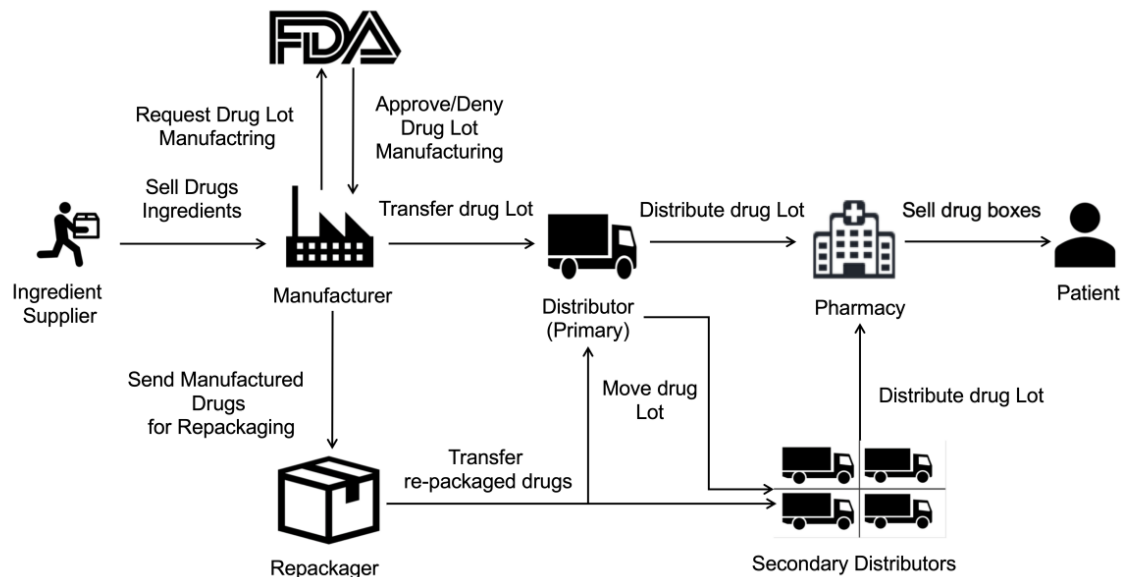 FDA
Request Drug Lot
Manufactring
Approve/Deny
Drug Lot
Manufacturing
Sell Drugs
Ingredients
Transfer drug Lot
Distribute drug Lot
Sell drug boxes
Ingredient
Supplier
Manufacturer
Distributor
(Primary)
Pharmacy
Patient
Send Manufactured
Drugs
for Repackaging
Move drug
Lot
Distribute drug Lot
Transfer
re-packaged drugs
Repackager
Secondary Distributors